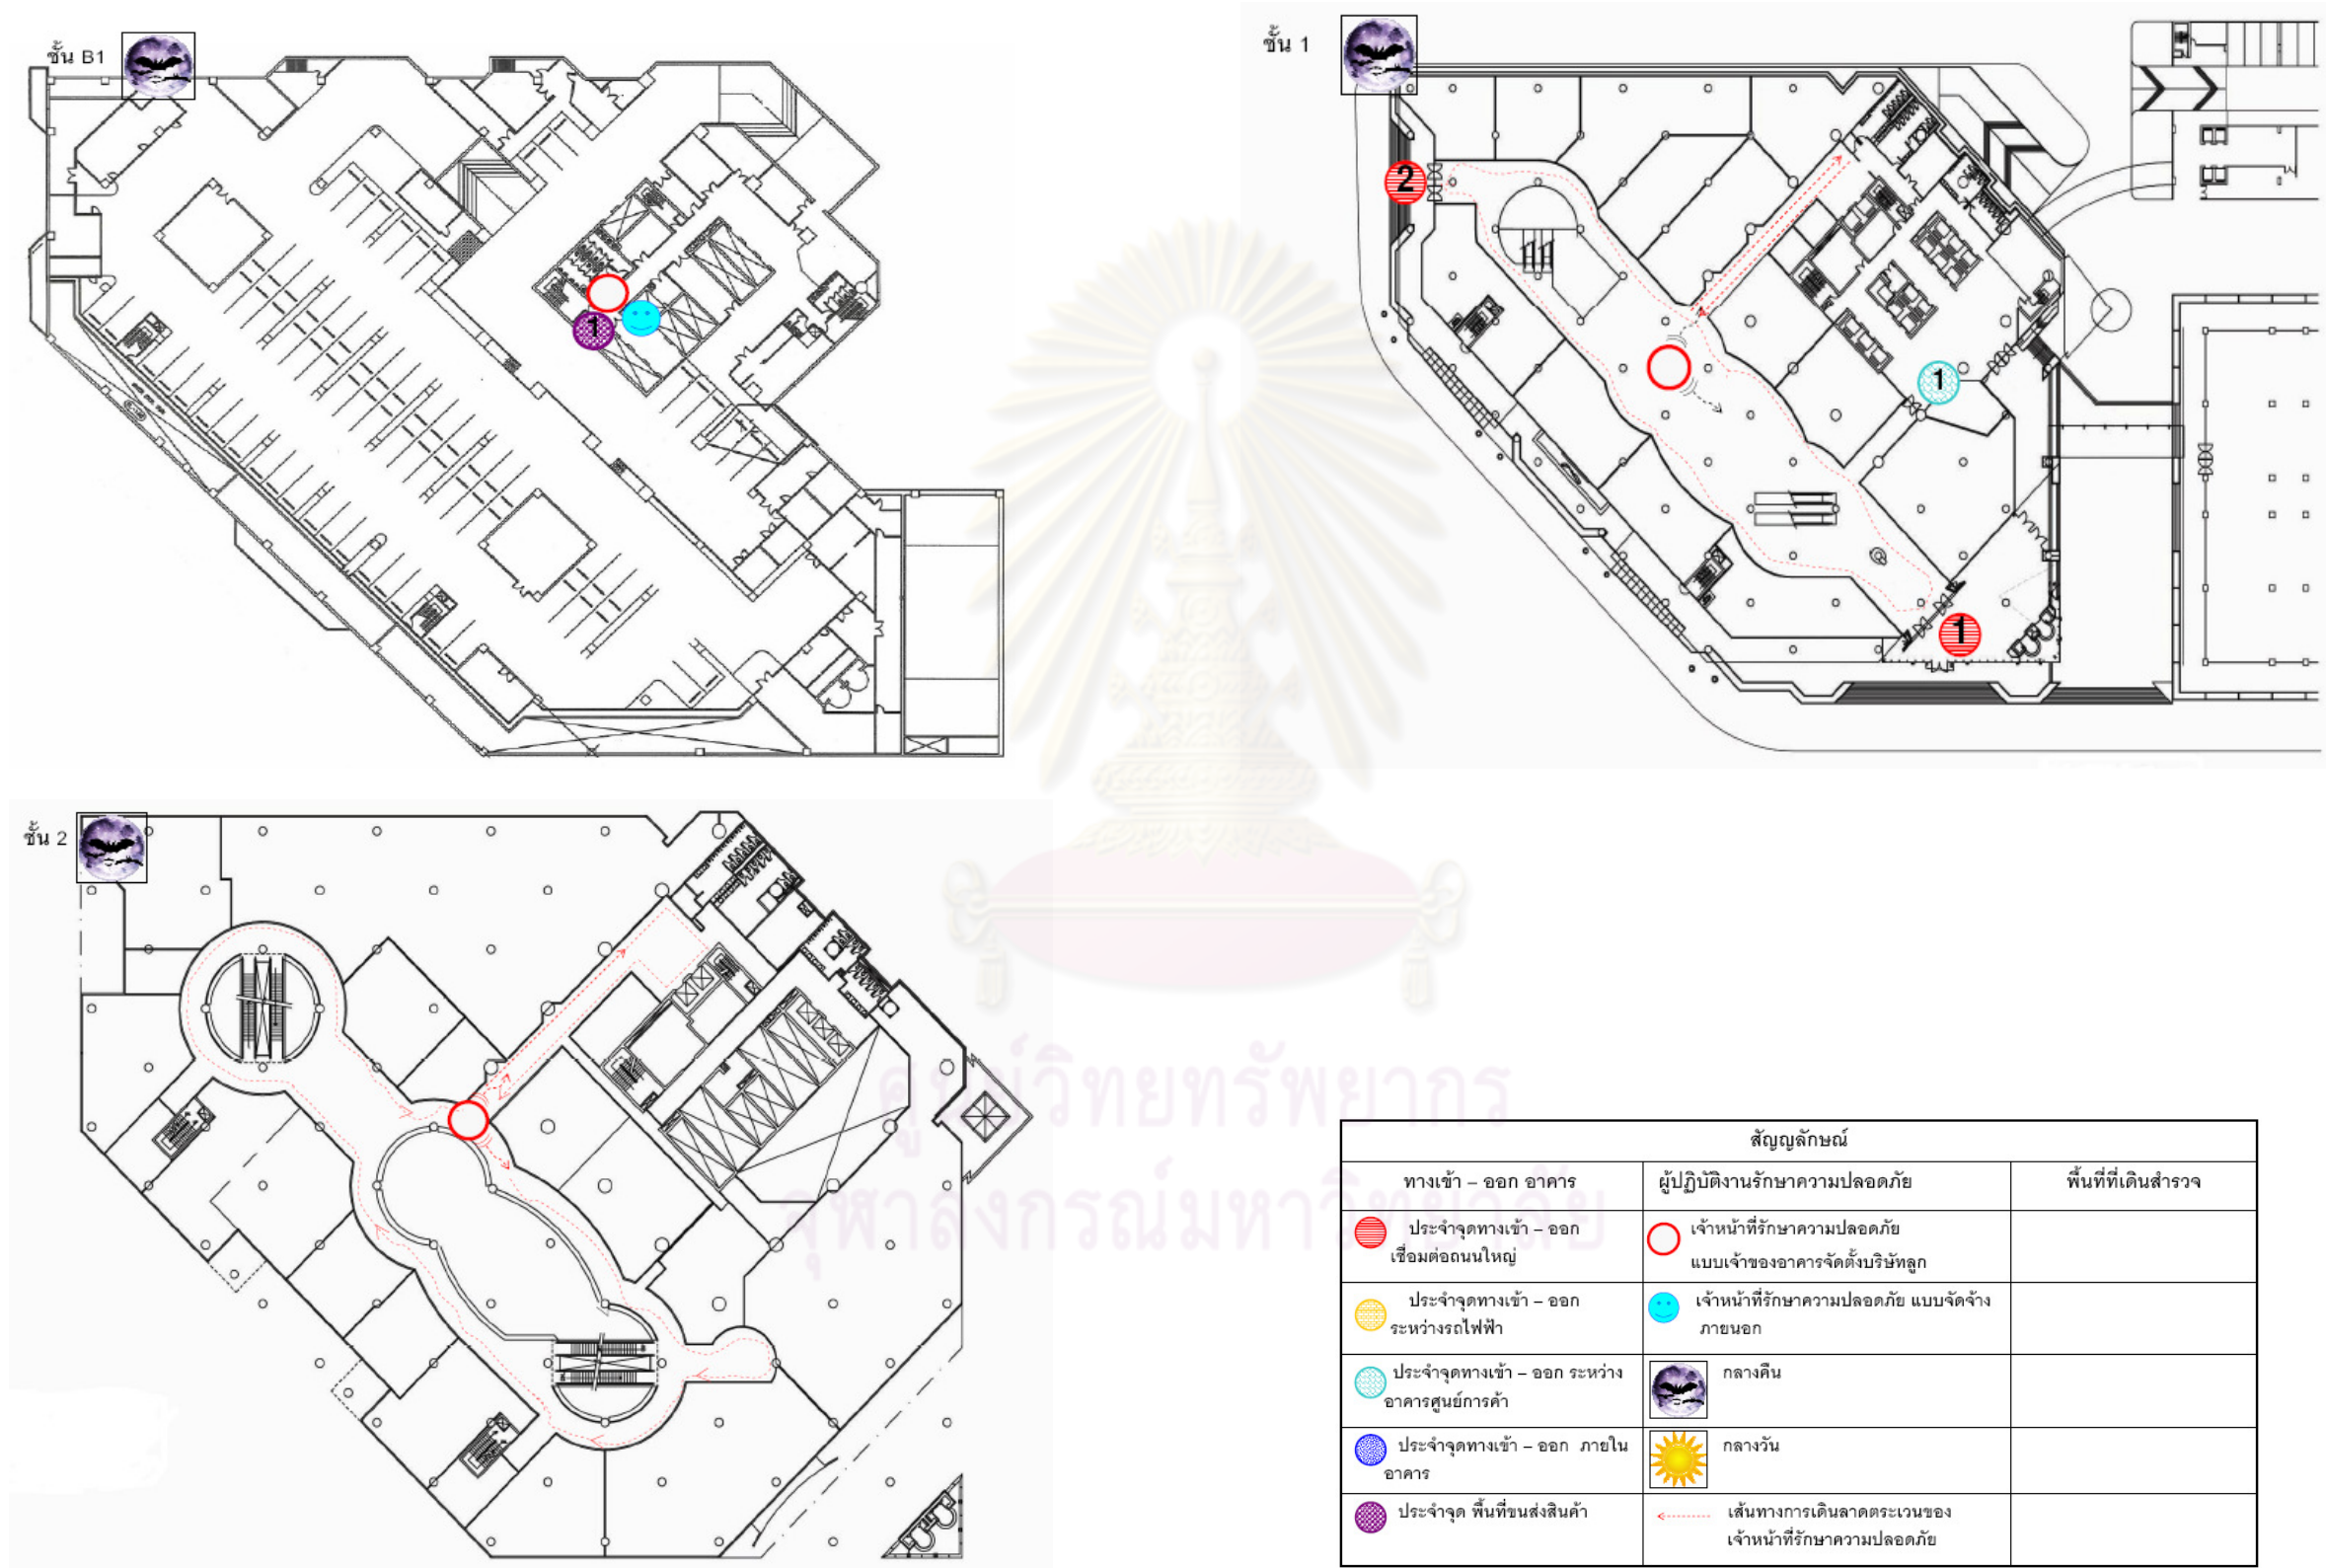 ชั้น B1
ชั้น 1
2
1
1
1
ชั้น 2
ศูนย์วิทยทรัพยากร
จุฬาลงกรณ์มหาวิทยาลัย
สัญญลักษณ์
ทางเข้า – ออก อาคาร
ผู้ปฏิบัติงานรักษาความปลอดภัย
พื้นที่ที่เดินสำรวจ
ประจำจุดทางเข้า – ออก
เชื่อมต่อถนนใหญ่
เจ้าหน้าที่รักษาความปลอดภัย
แบบเจ้าของอาคารจัดตั้งบริษัทลูก
ประจำจุดทางเข้า – ออก
ระหว่างรถไฟฟ้า
เจ้าหน้าที่รักษาความปลอดภัย แบบจัดจ้าง
ภายนอก
ประจำจุดทางเข้า – ออก ระหว่าง
อาคารศูนย์การค้า
กลางคืน
ประจำจุดทางเข้า – ออก ภายใน
อาคาร
กลางวัน
ประจำจุด พื้นที่ขนส่งสินค้า
เส้นทางการเดินลาดตระเวนของ
เจ้าหน้าที่รักษาความปลอดภัย